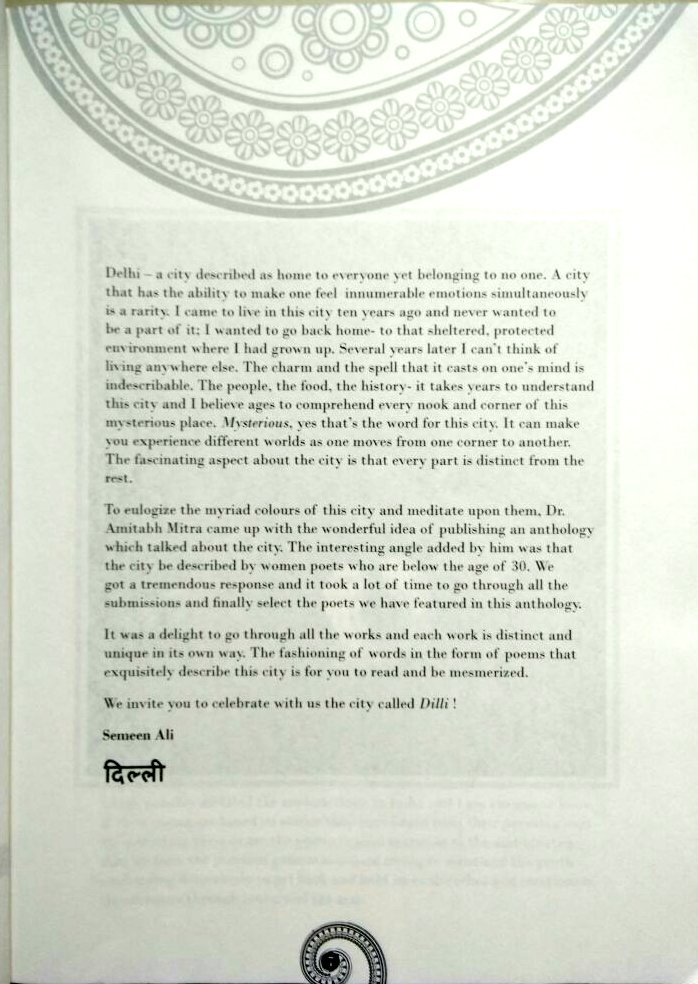 Delhi – a city described as home to everyone yet belonging to no one. A city
that has the ability to make one feel innumerable emotions simultaneously
is a rarity. I came to live in this city ten years ago and never wanted to
be a part of it; I wanted to go back home- to that sheltered, protected
environment where I had grown up. Several years later I can't think of
living anywhere else. The charm and the spell that it casts on one's mind is
indescribable. The people, the food, the history- it takes years to understand
this city and I believe ages to comprehend every nook and corner of this
mysterious place. Mysterious, yes that's the word for this city. It can make
you experience different worlds as one moves from one corner to another.
The fascinating aspect about the city is that every part is distinct from the
rest.
To eulogize the myriad colours of this city and meditate upon them, Dr.
Amitabh Mitra came up with the wonderful idea of publishing an anthology
which talked about the city. The interesting angle added by him was that
the city be described by women poets who are below the age of 30. We
got a tremendous response and it took a lot of time to go through all the
submissions and finally select the poets we have featured in this anthology.
It was a delight to go through all the works and each work is distinct and
unique in its own way. The fashioning of words in the form of poems that
exquisitely describe this city is for you to read and be mesmerized.
We invite you to celebrate with us the city called Dilli !
Semeen Ali
दिल्ली